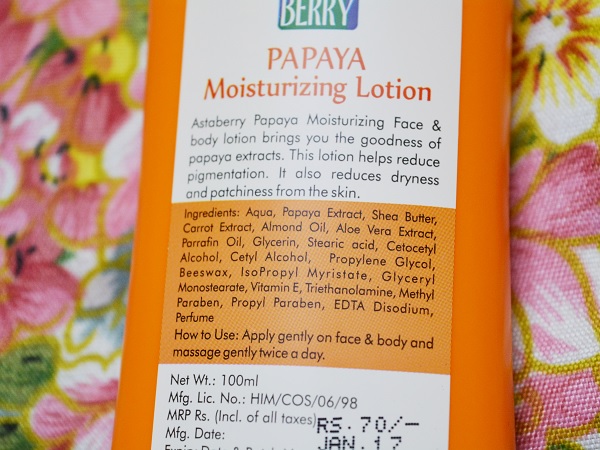 BERRY
PAPAYA
Moisturizing Lotion
Astaberry Papaya Moisturizing Face &
body lotion brings you the goodness of
papaya extracts. This lotion helps reduce
pigmentation. It also reduces dryness
and patchiness from the skin.
Ingredients: Aqua, Papaya Extract, Shea Butter,
Carrot Extract, Almond Oil, Aloe Vera Extract,
Parrafin Oil, Glycerin, Stearic acid, Cetocetyl
Alcohol, Cetyl Alcohol, Propylene Glycol,
Beeswax, IsoPropyl Myristate, Glyceryl
Monostearate, Vitamin E, Triethanolamine, Methyl
Paraben, Propyl Paraben, EDTA Disodium,
Perfume
How to Use: Apply gently on face & body and
massage gently twice a day.
Net Wt.: 100ml
Mfg. Lic. No.: HIM/COS/06/98
MRP Rs. (Incl. of all taxes) RS.70/-
Mfg. Date: JAN.17